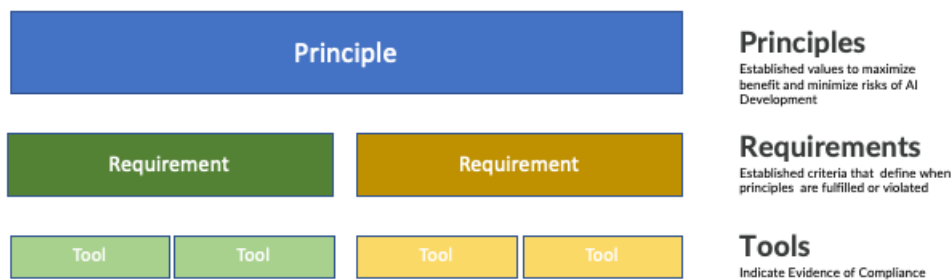 Principle
Principles
Established values to maximize
benefit and minimize risks of AI
Development
Requirement
Requirement
Requirements
Established criteria that define when
principles are fulfilled or violated
Tool
Tool
Tool
Tool
Tools
Indicate Evidence of Compliance